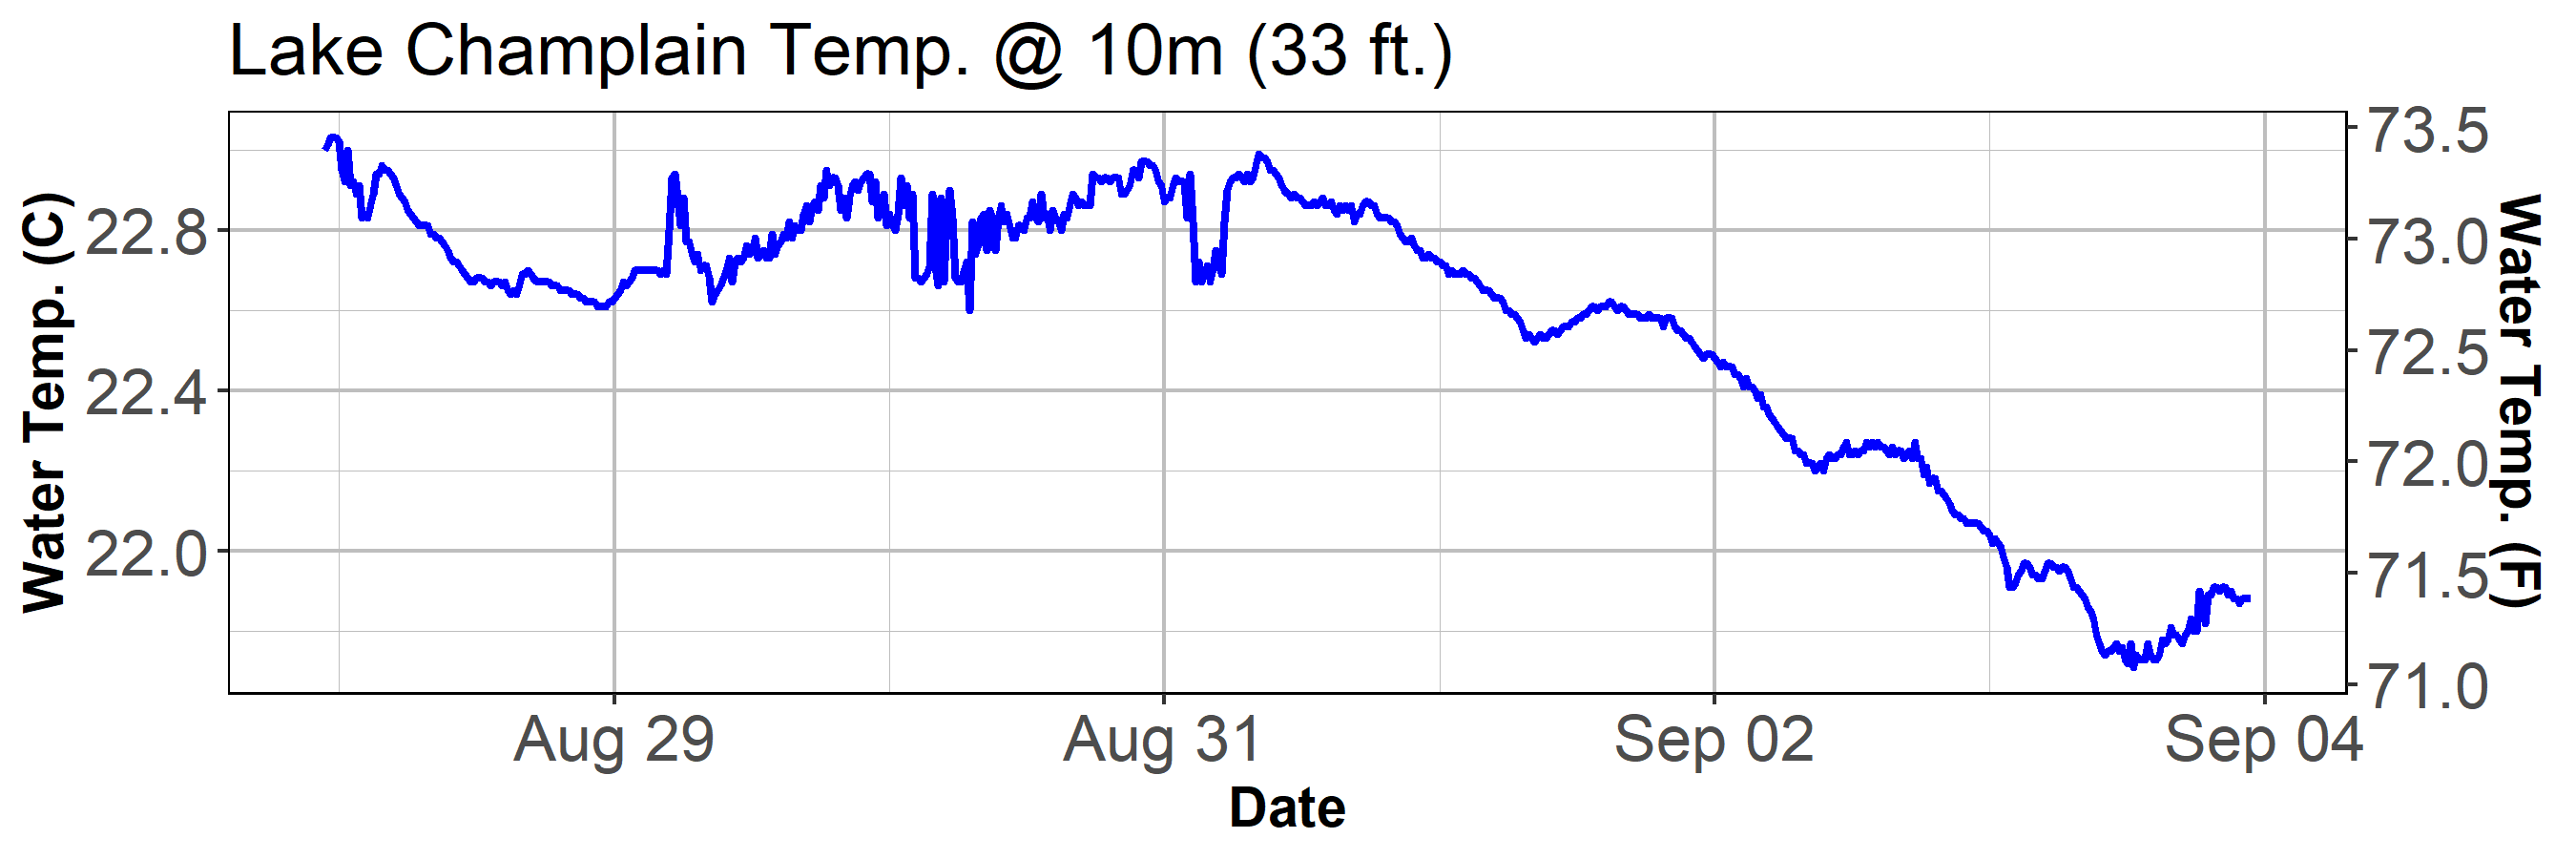 Lake Champlain Temp. @ 10m (33 ft.)
Water Temp. (C)
22.8
22.4
22.0
73.5
73.0
72.5
72.0
71.5
71.0
Water Temp. (F)
Aug 29
Aug 31
Sep 02
Sep 04
Date